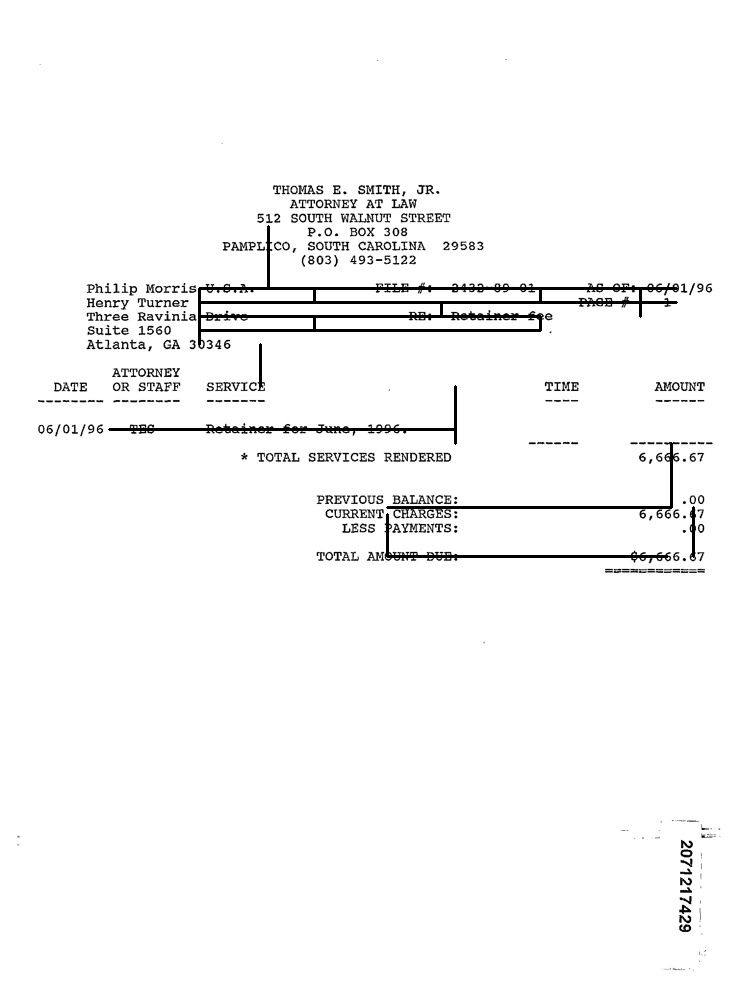 THOMAS E. SMITH, JR.
ATTORNEY AT LAW
512 SOUTH WALNUT STREET
P.O. BOX 308
PAMPLICO, SOUTH CAROLINA 29583
(803) 493-5122
Philip Morris U.S.A. FILE #: 2432-89-01 AS OF: 06/01/96
Henry Turner PAGE # 1
Three Ravinia Drive RE: Retainer fee
Suite 1560
Atlanta, GA 30346
ATTORNEY
DATE OR STAFF SERVICE TIME AMOUNT
-------- -------- ------- ---- ------
06/01/96 TES Retainer for June, 1996.
------ ----------
* TOTAL SERVICES RENDERED 6,666.67
PREVIOUS BALANCE: .00
CURRENT CHARGES: 6,666.67
LESS PAYMENTS: .00
TOTAL AMOUNT DUE: $6,666.67
============
2071217429